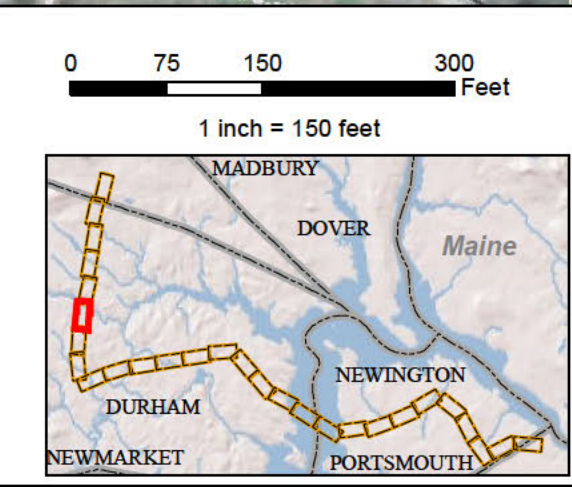 0 75 150 300
Feet
1 inch = 150 feet
MADBURY
DOVER
Maine
NEWINGTON
DURHAM
NEWMARKET
PORTSMOUTH